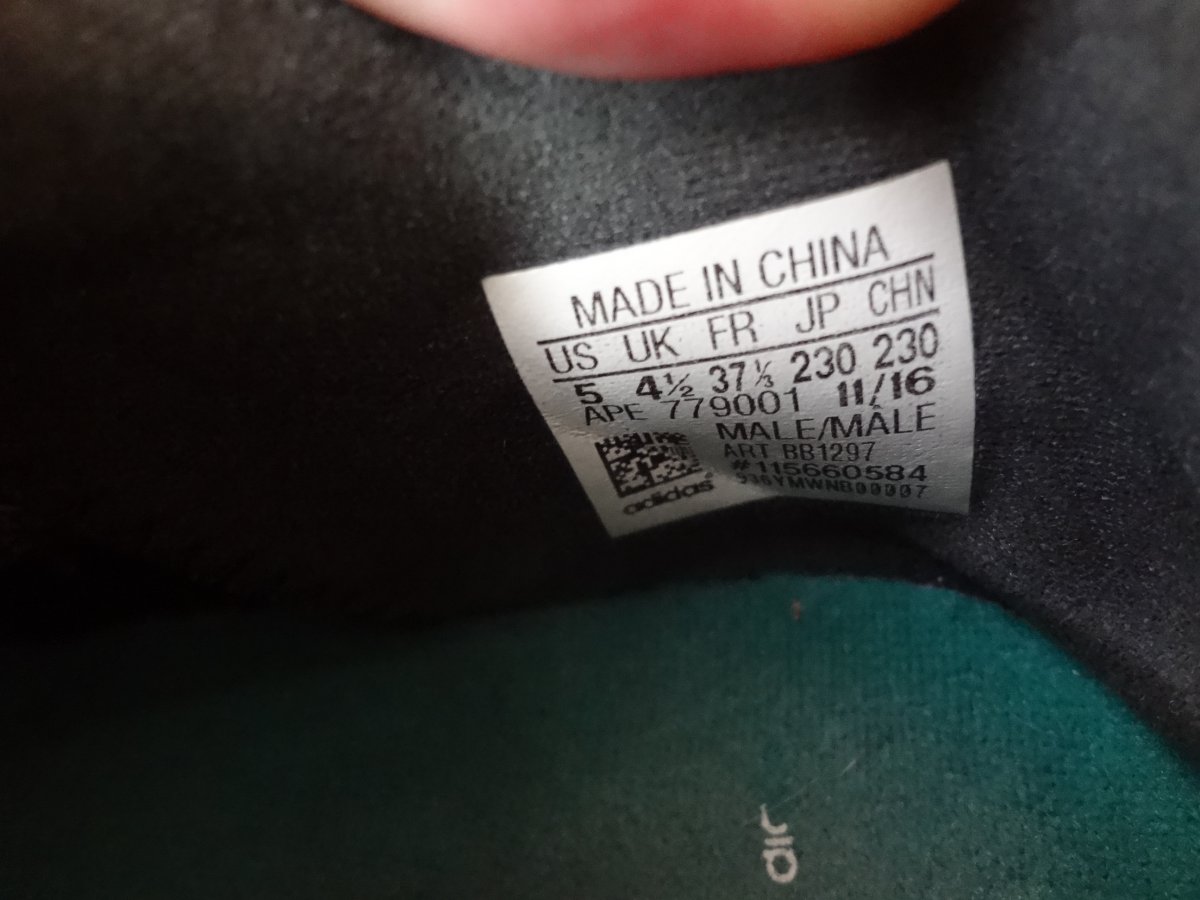 MADE IN CHINA
US UK FR JP CHN
5 4½ 37⅓ 230 230
APE 779001 11/16
MALE/MÂLE
ART BB1297
#115660584
adidas